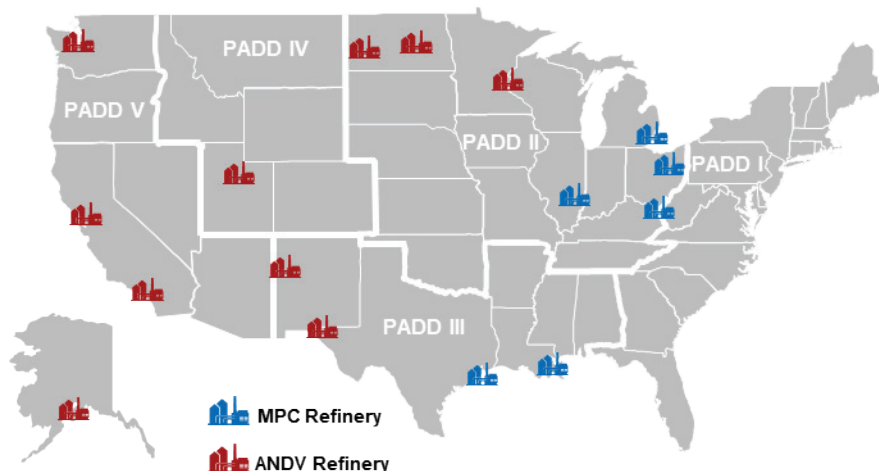 PADD IV
PADD V
PADD II
PADD I
PADD III
MPC Refinery
ANDV Refinery